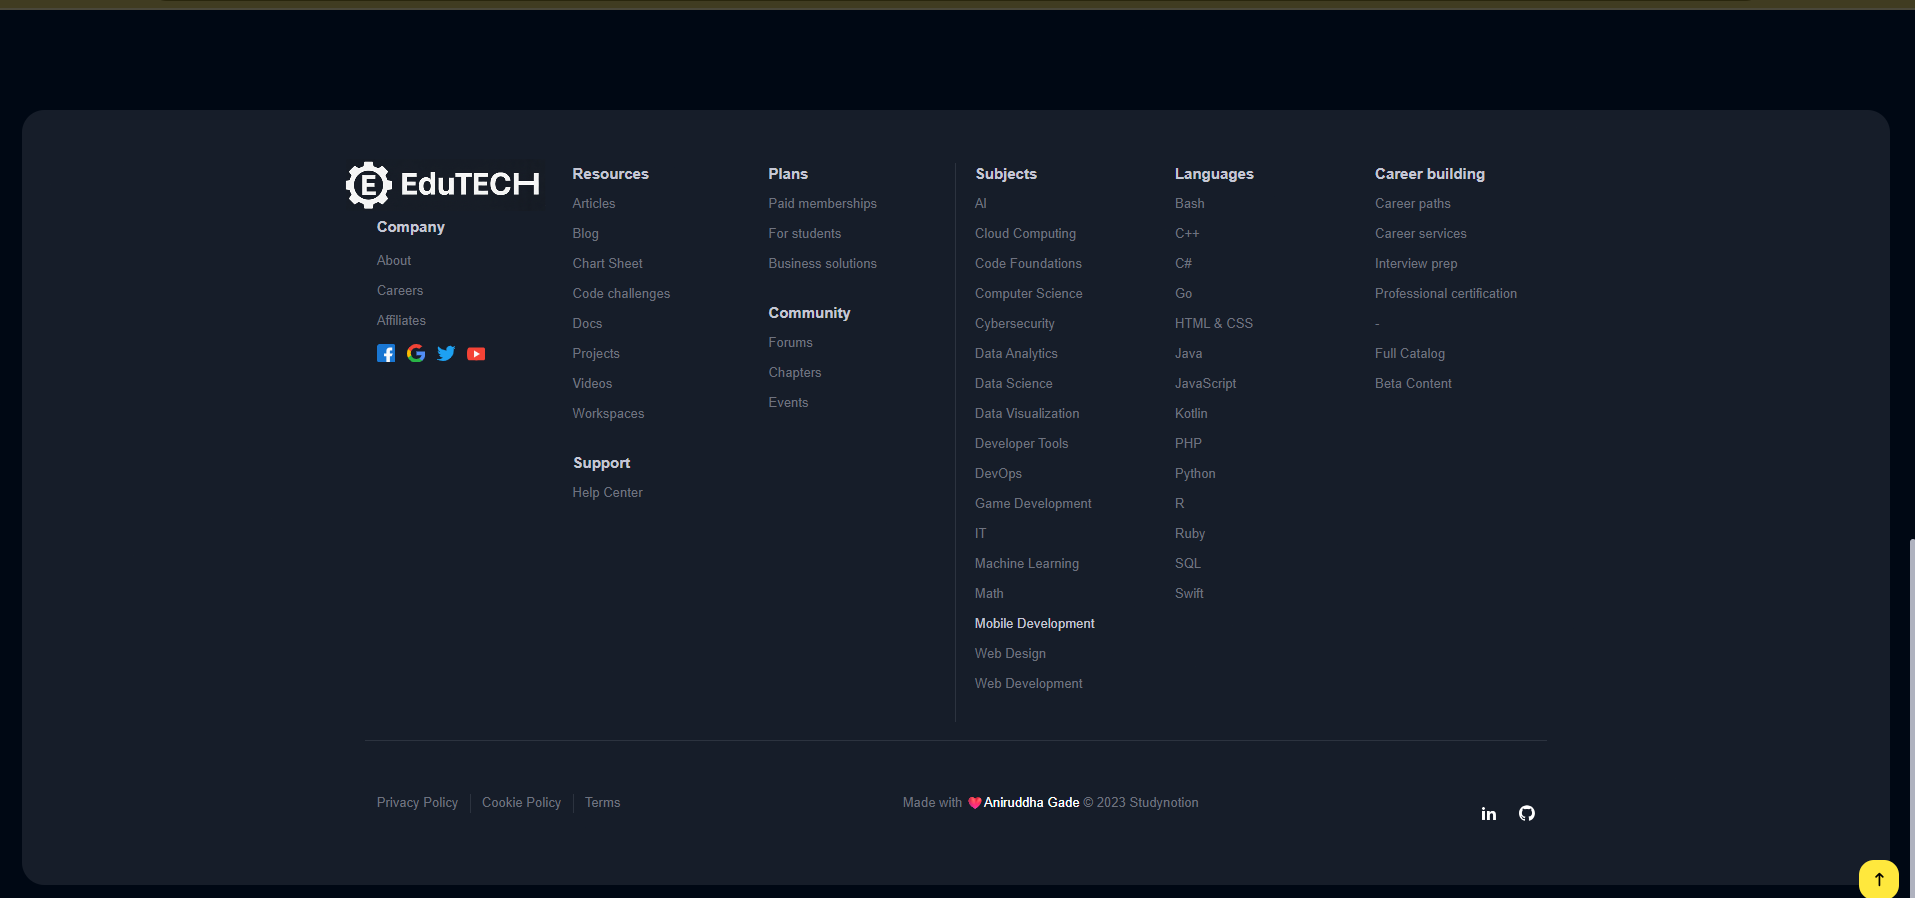 EduTECH
Company
About
Careers
Affiliates
Resources
Articles
Blog
Chart Sheet
Code challenges
Docs
Projects
Videos
Workspaces
Support
Help Center
Plans
Paid memberships
For students
Business solutions
Community
Forums
Chapters
Events
Subjects
AI
Cloud Computing
Code Foundations
Computer Science
Cybersecurity
Data Analytics
Data Science
Data Visualization
Developer Tools
DevOps
Game Development
IT
Machine Learning
Math
Mobile Development
Web Design
Web Development
Languages
Bash
C++
C#
Go
HTML & CSS
Java
JavaScript
Kotlin
PHP
Python
R
Ruby
SQL
Swift
Career building
Career paths
Career services
Interview prep
Professional certification
-
Full Catalog
Beta Content
Privacy Policy Cookie Policy Terms
Made with ❤️Aniruddha Gade © 2023 Studynotion